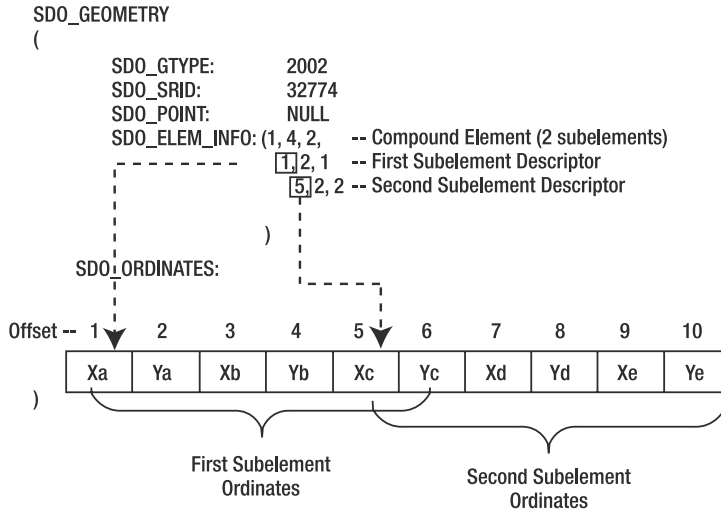 SDO_GEOMETRY
(
SDO_GTYPE: 2002
SDO_SRID: 32774
SDO_POINT: NULL
SDO_ELEM_INFO: (1, 4, 2, -- Compound Element (2 subelements)
1, 2, 1 -- First Subelement Descriptor
5, 2, 2 -- Second Subelement Descriptor
)
SDO_ORDINATES:
Offset -- 1 2 3 4 5 6 7 8 9 10
Xa Ya Xb Yb Xc Yc Xd Yd Xe Ye
)
First Subelement
Ordinates
Second Subelement
Ordinates